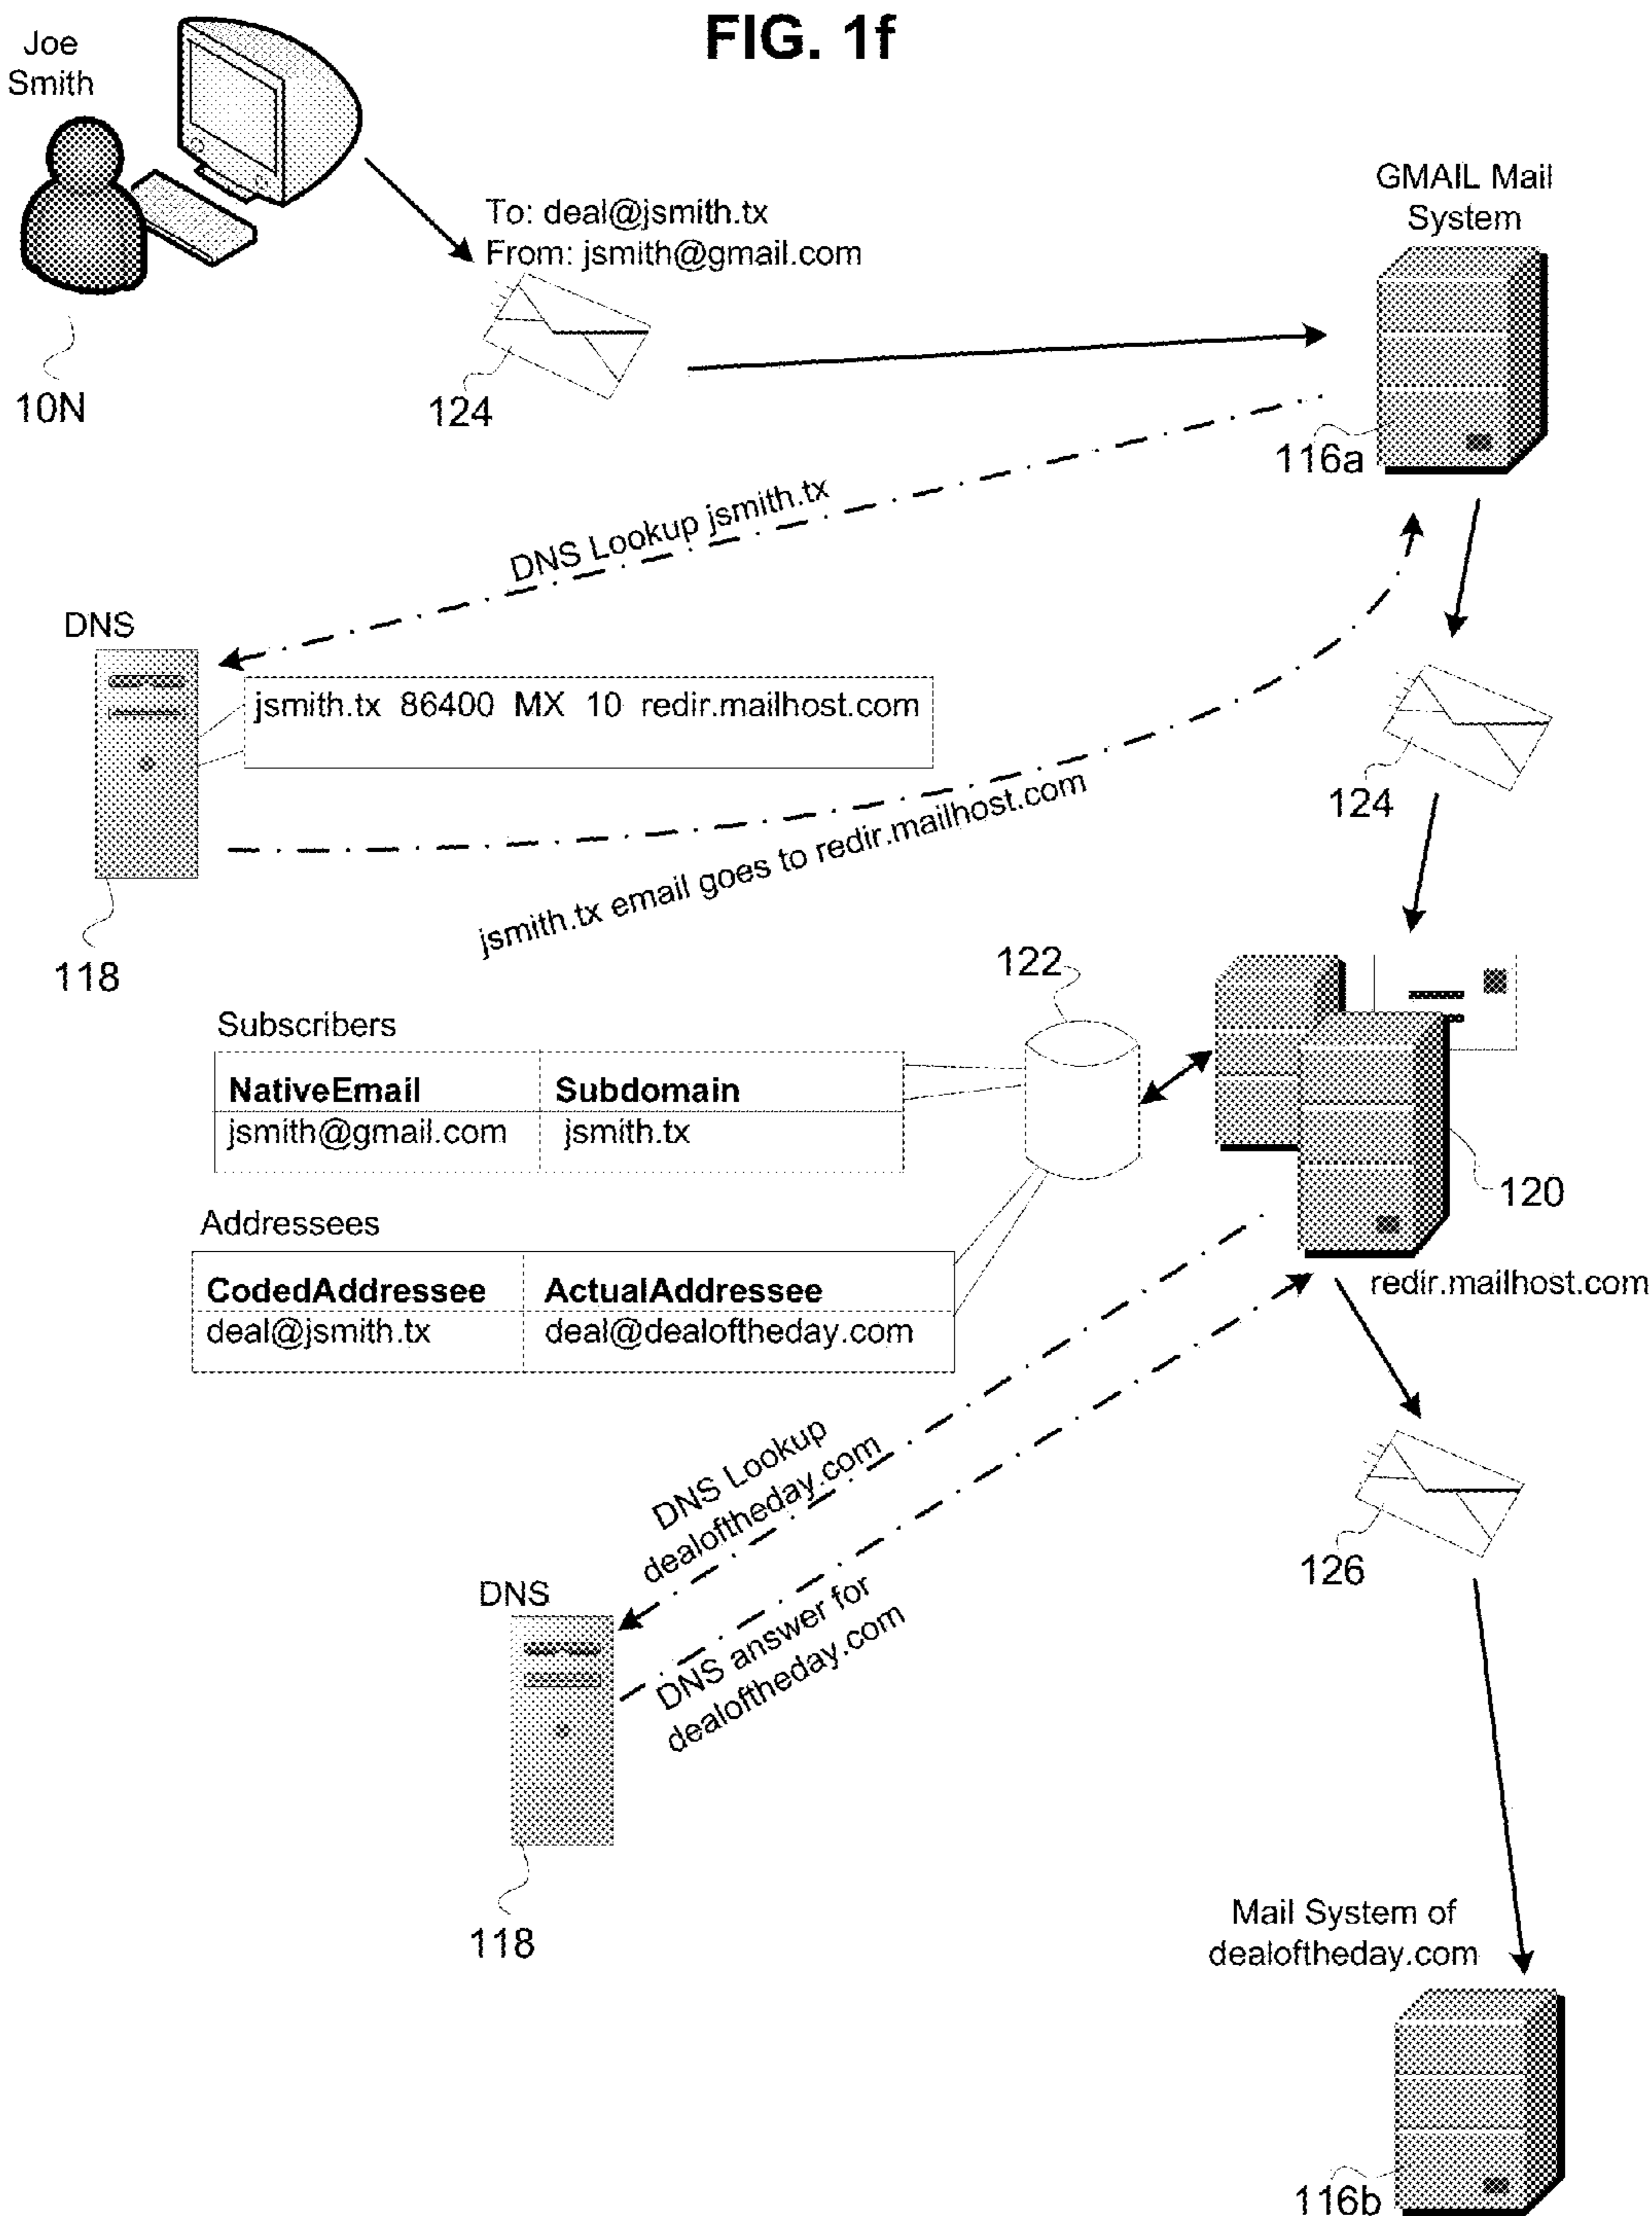 FIG. 1f
Joe
Smith
To: deal@jsmith.tx
From: jsmith@gmail.com
GMAIL Mail
System
10N
124
116a
DNS Lookup jsmith.tx
DNS
jsmith.tx 86400 MX 10 redir.mailhost.com
124
jsmith.tx email goes to redir.mailhost.com
118
122
Subscribers
NativeEmail Subdomain
jsmith@gmail.com jsmith.tx
120
Addressees
redir.mailhost.com
CodedAddressee ActualAddressee
deal@jsmith.tx deal@dealoftheday.com
DNS Lookup
dealoftheday.com
126
DNS
DNS answer for
dealoftheday.com
118
Mail System of
dealoftheday.com
116b